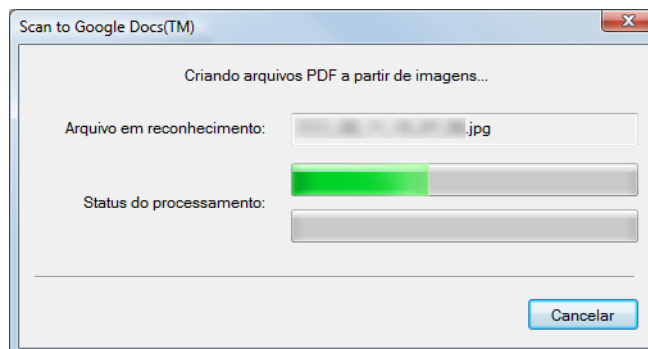 Scan to Google Docs(TM)
Criando arquivos PDF a partir de imagens...
Arquivo em reconhecimento:
.jpg
Status do processamento:
Cancelar